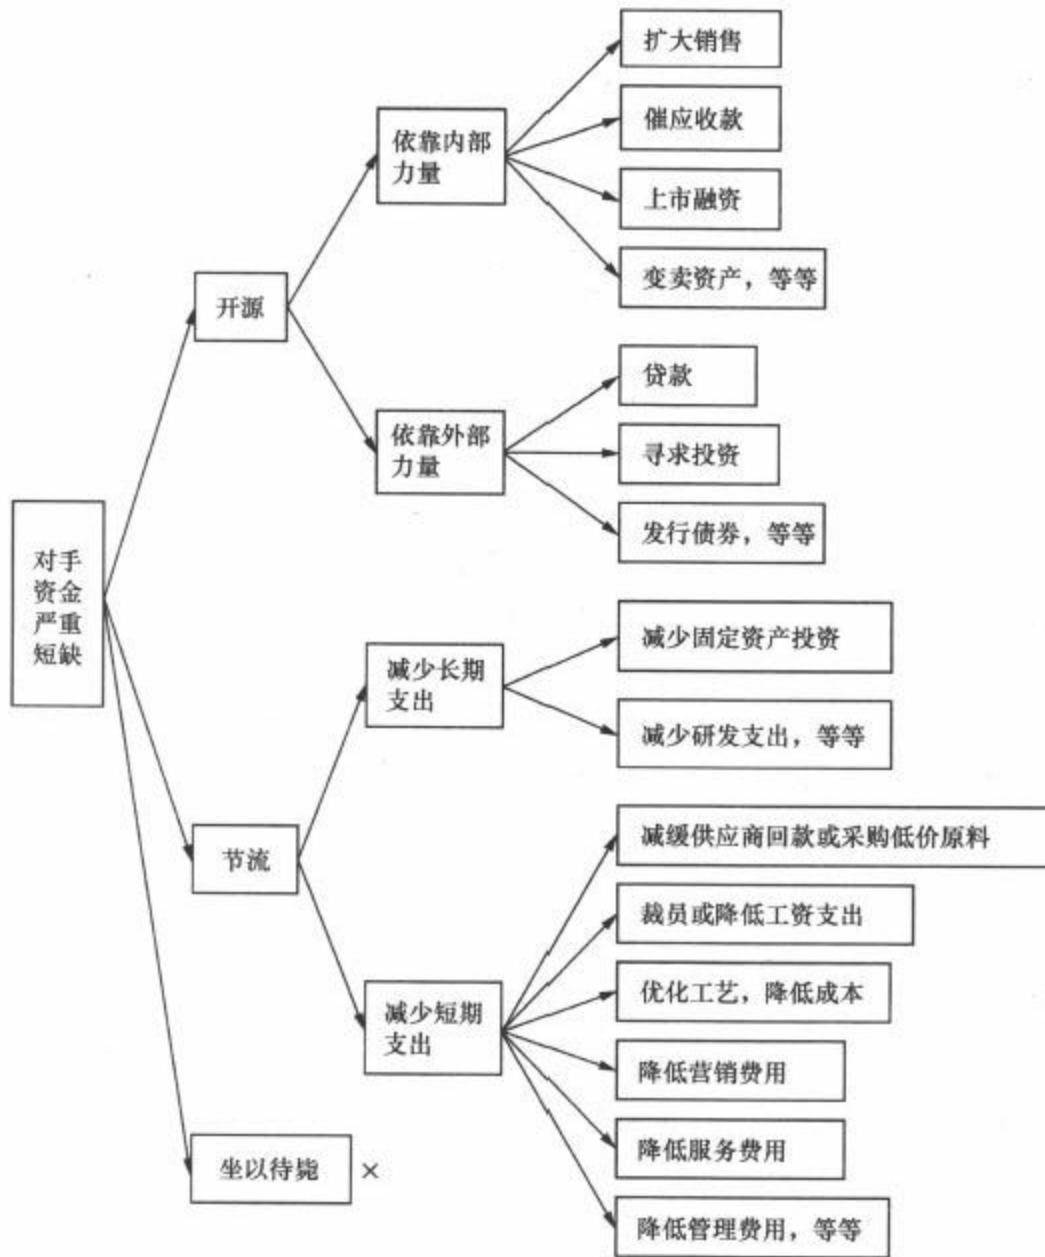 扩大销售
催应收款
依靠内部
力量
上市融资
变卖资产，等等
开源
贷款
依靠外部
力量
寻求投资
发行债券，等等
对手
资金
严重
短缺
减少固定资产投资
减少长期
支出
减少研发支出，等等
减缓供应商回款或采购低价原料
节流
裁员或降低工资支出
优化工艺，降低成本
减少短期
支出
降低营销费用
降低服务费用
坐以待毙 ×
降低管理费用，等等